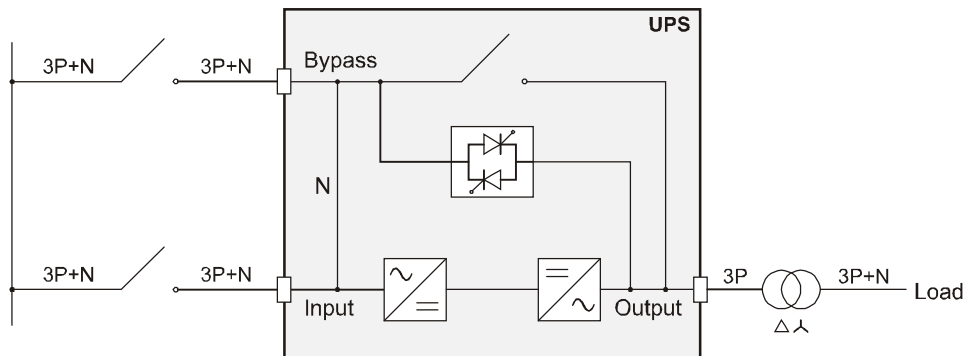 UPS
Bypass
3P+N
3P+N
N
3P+N
3P+N
Input
Output
3P
3P+N
Load